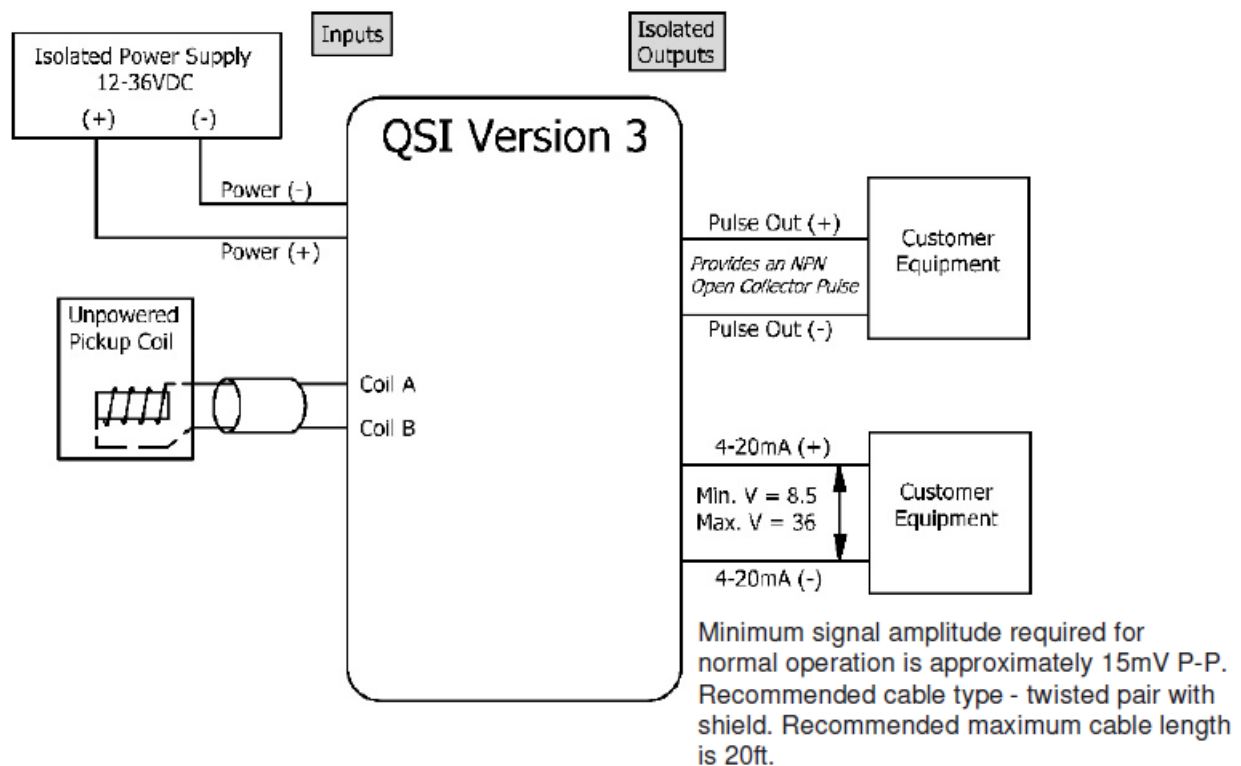 Inputs
Isolated
Outputs
Isolated Power Supply
12-36VDC
(+) (-)
QSI Version 3
Power (-)
Power (+)
Pulse Out (+)
Provides an NPN
Open Collector Pulse
Pulse Out (-)
Customer
Equipment
Unpowered
Pickup Coil
Coil A
Coil B
4-20mA (+)
Min. V = 8.5
Max. V = 36
4-20mA (-)
Customer
Equipment
Minimum signal amplitude required for
normal operation is approximately 15mV P-P.
Recommended cable type - twisted pair with
shield. Recommended maximum cable length
is 20ft.